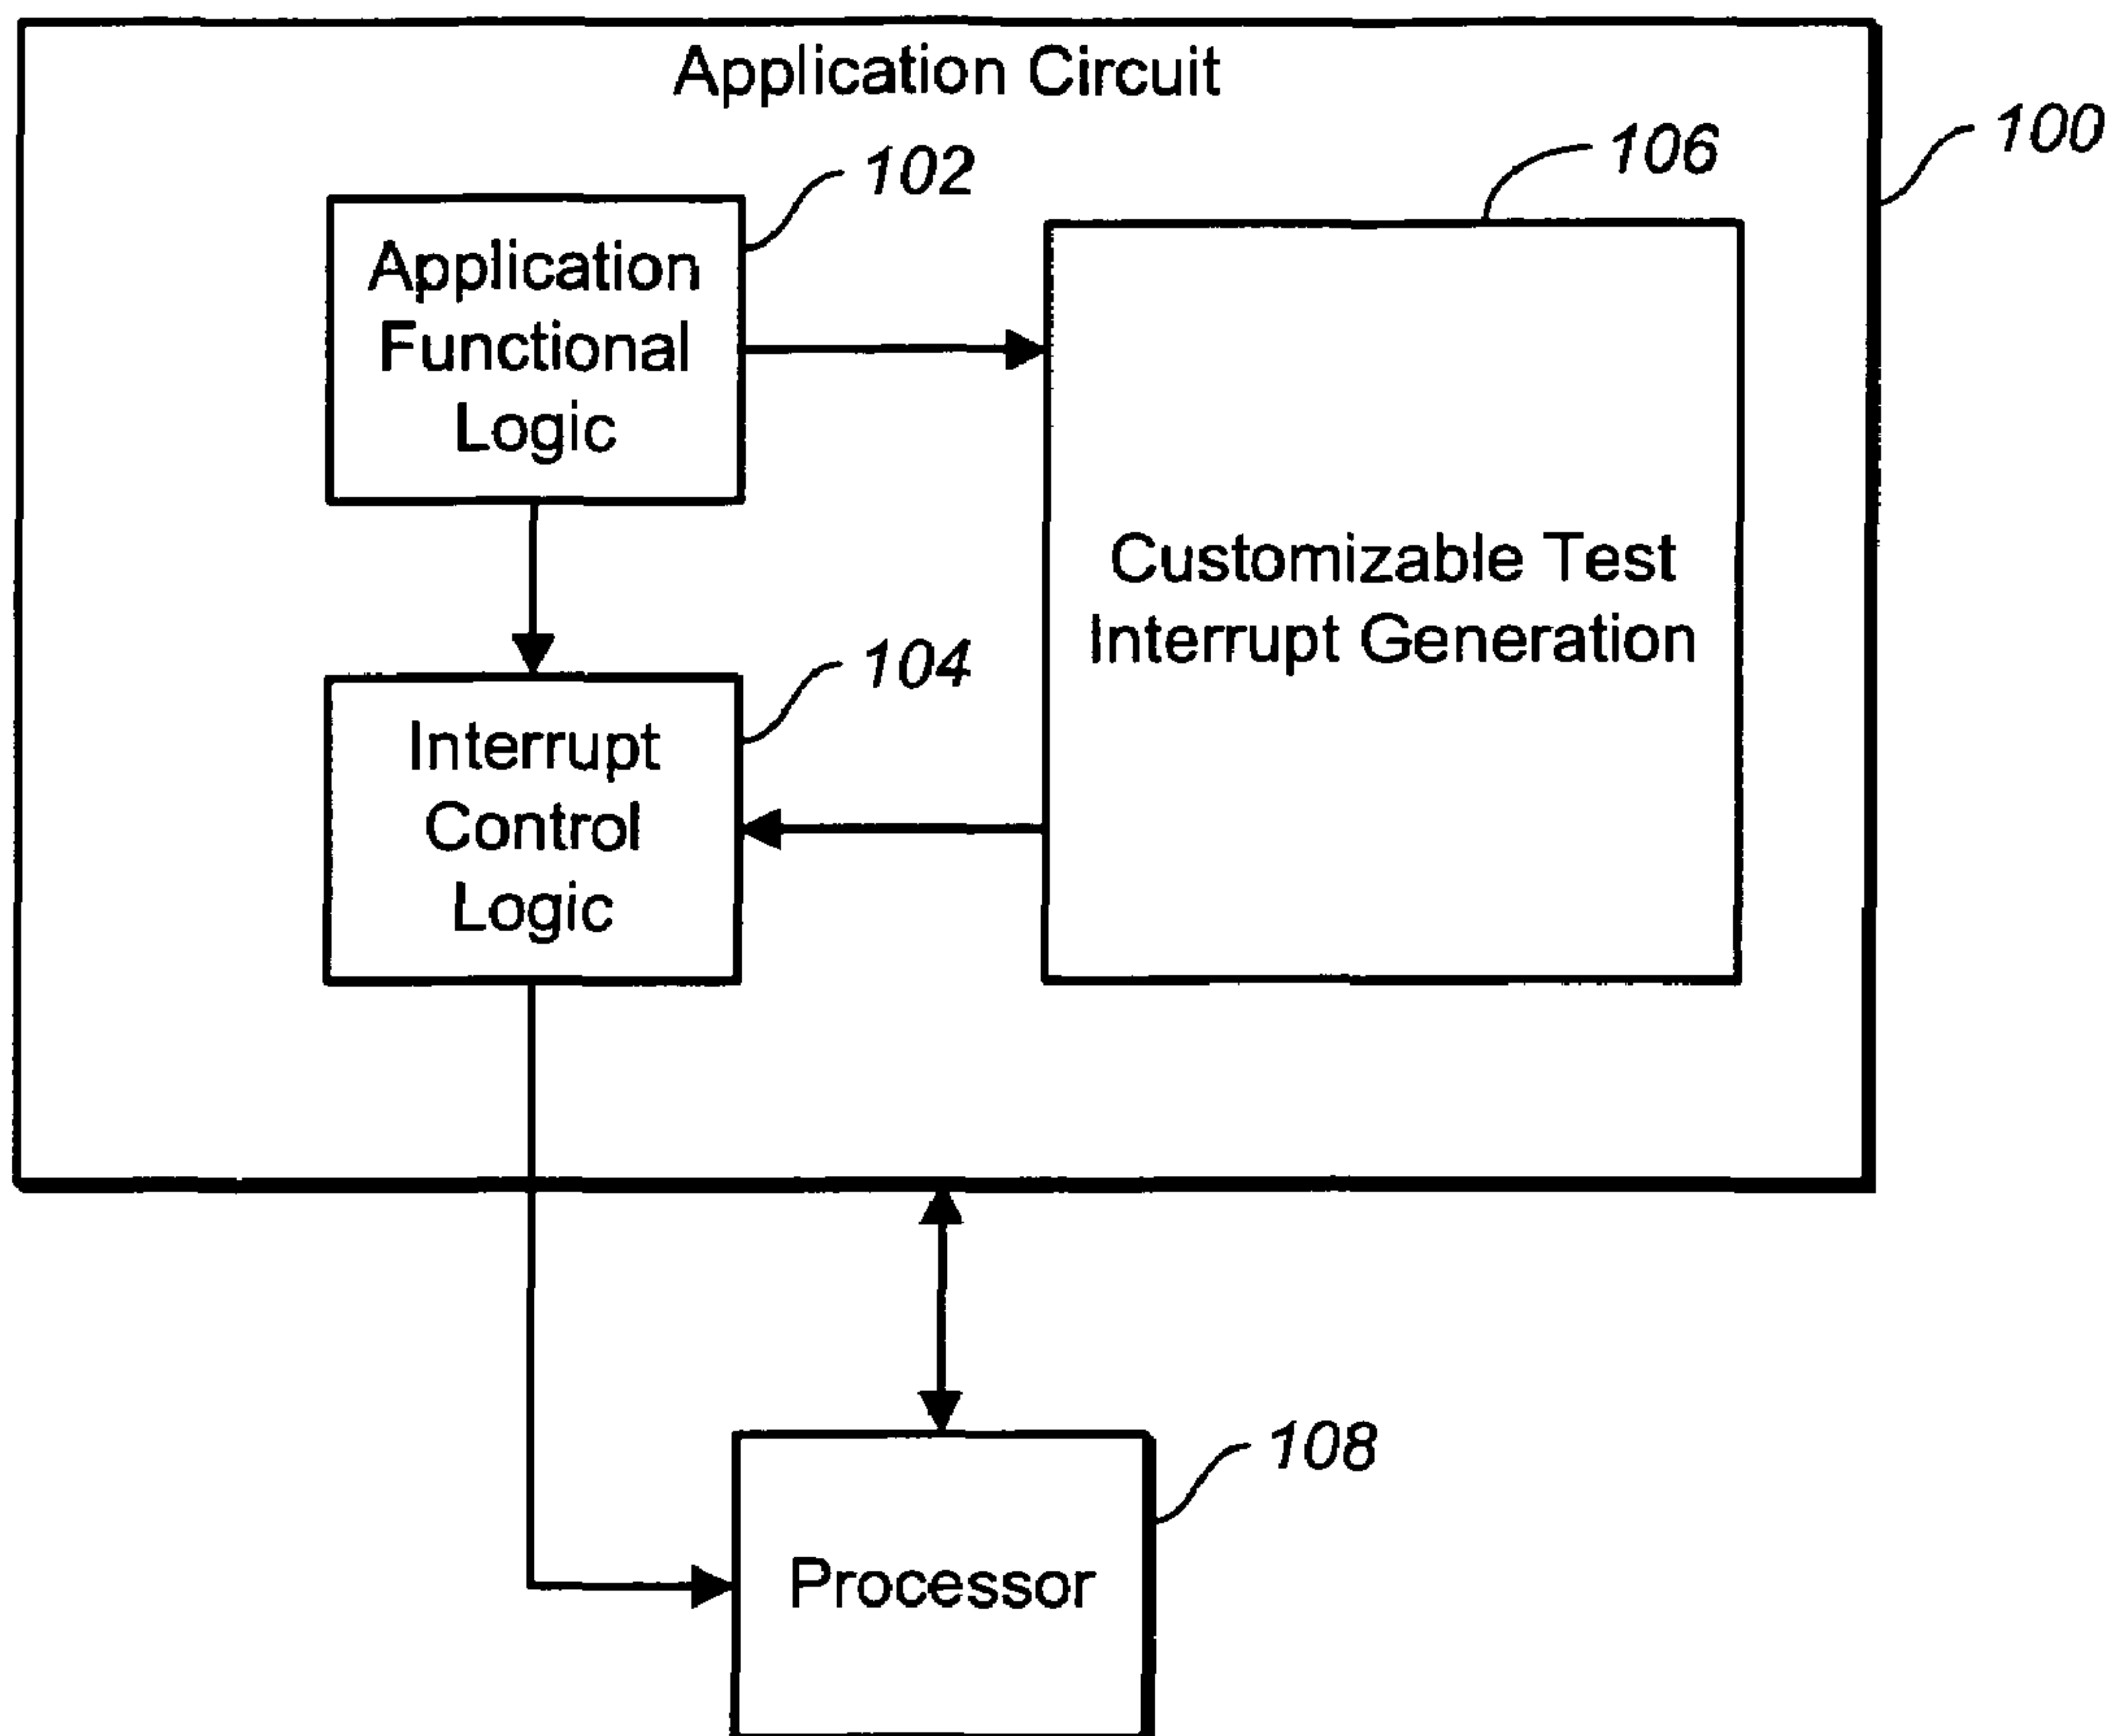 Application Circuit
100
102
106
Application
Functional
Logic
Customizable Test
Interrupt Generation
104
Interrupt
Control
Logic
108
Processor